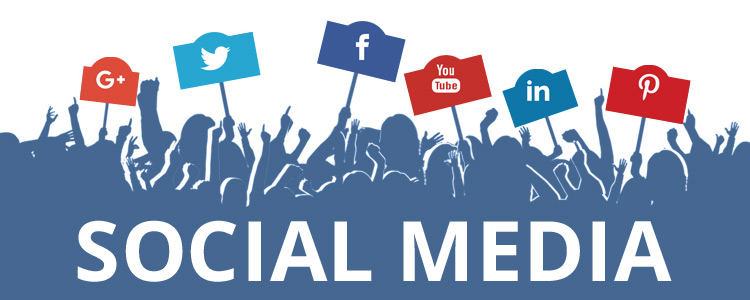 G+
f
You
Tube
in
SOCIAL MEDIA